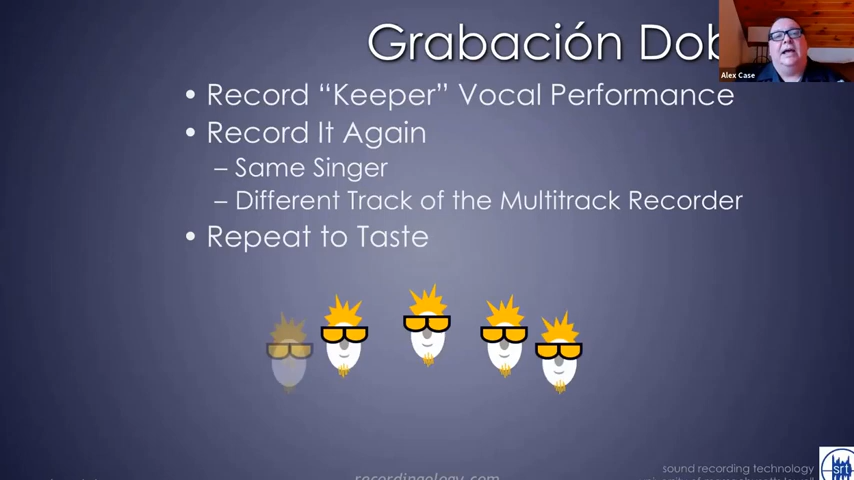 Grabación Dob
Alex Case
• Record “Keeper” Vocal Performance
• Record It Again
– Same Singer
– Different Track of the Multitrack Recorder
• Repeat to Taste
recordingology.com
sound recording technology
srt